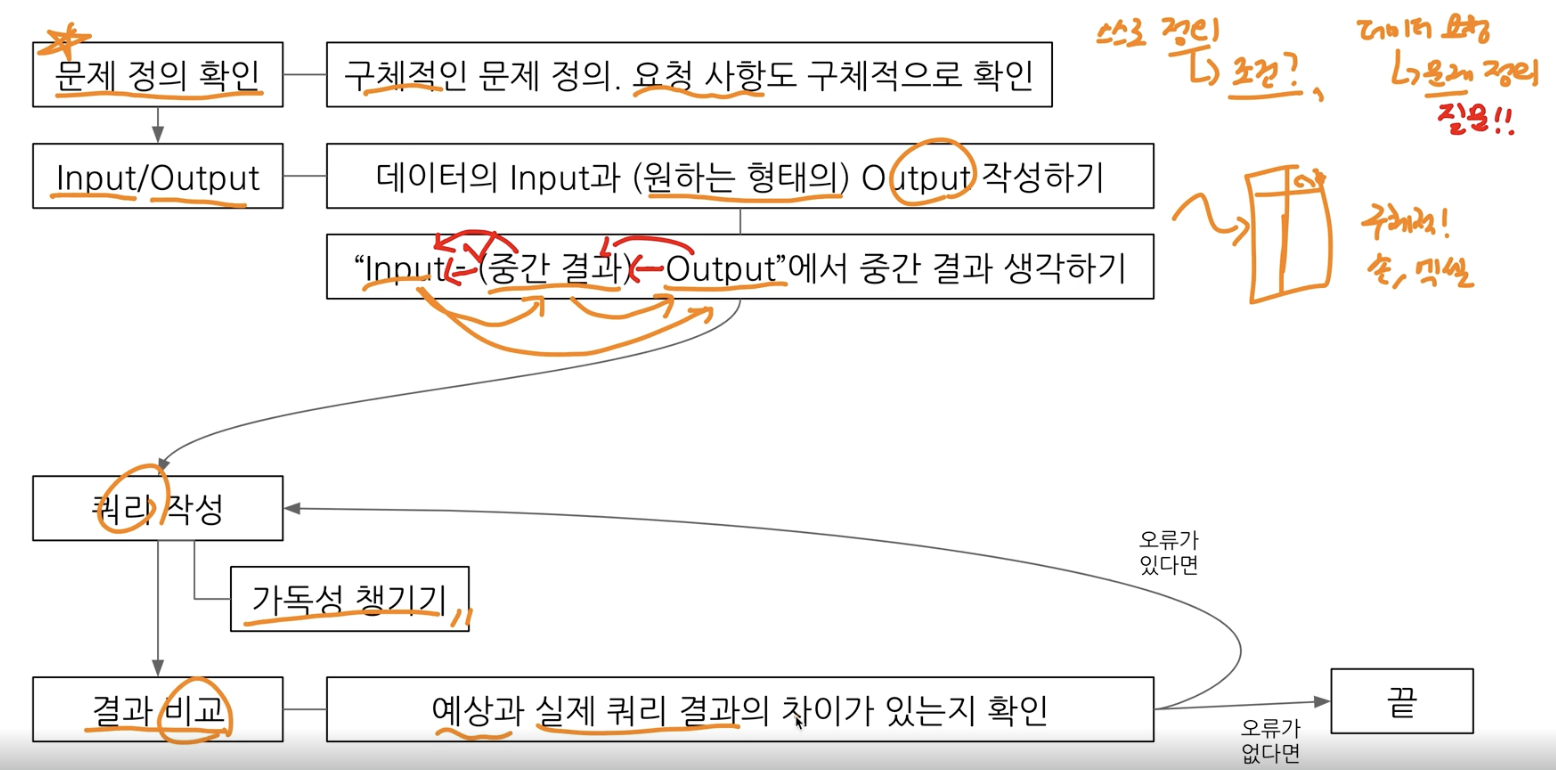 문제 정의 확인
구체적인 문제 정의. 요청 사항도 구체적으로 확인
스스로 정리
↳ 조건?,
데이터 요청
↳ 문제 정리
질문!!
Input/Output
데이터의 Input과 (원하는 형태의) Output 작성하기
“Input - (중간 결과) - Output”에서 중간 결과 생각하기
구체적!
손, 엑셀
쿼리 작성
가독성 챙기기
오류가
있다면
결과 비교
예상과 실제 쿼리 결과의 차이가 있는지 확인
끝
오류가
없다면